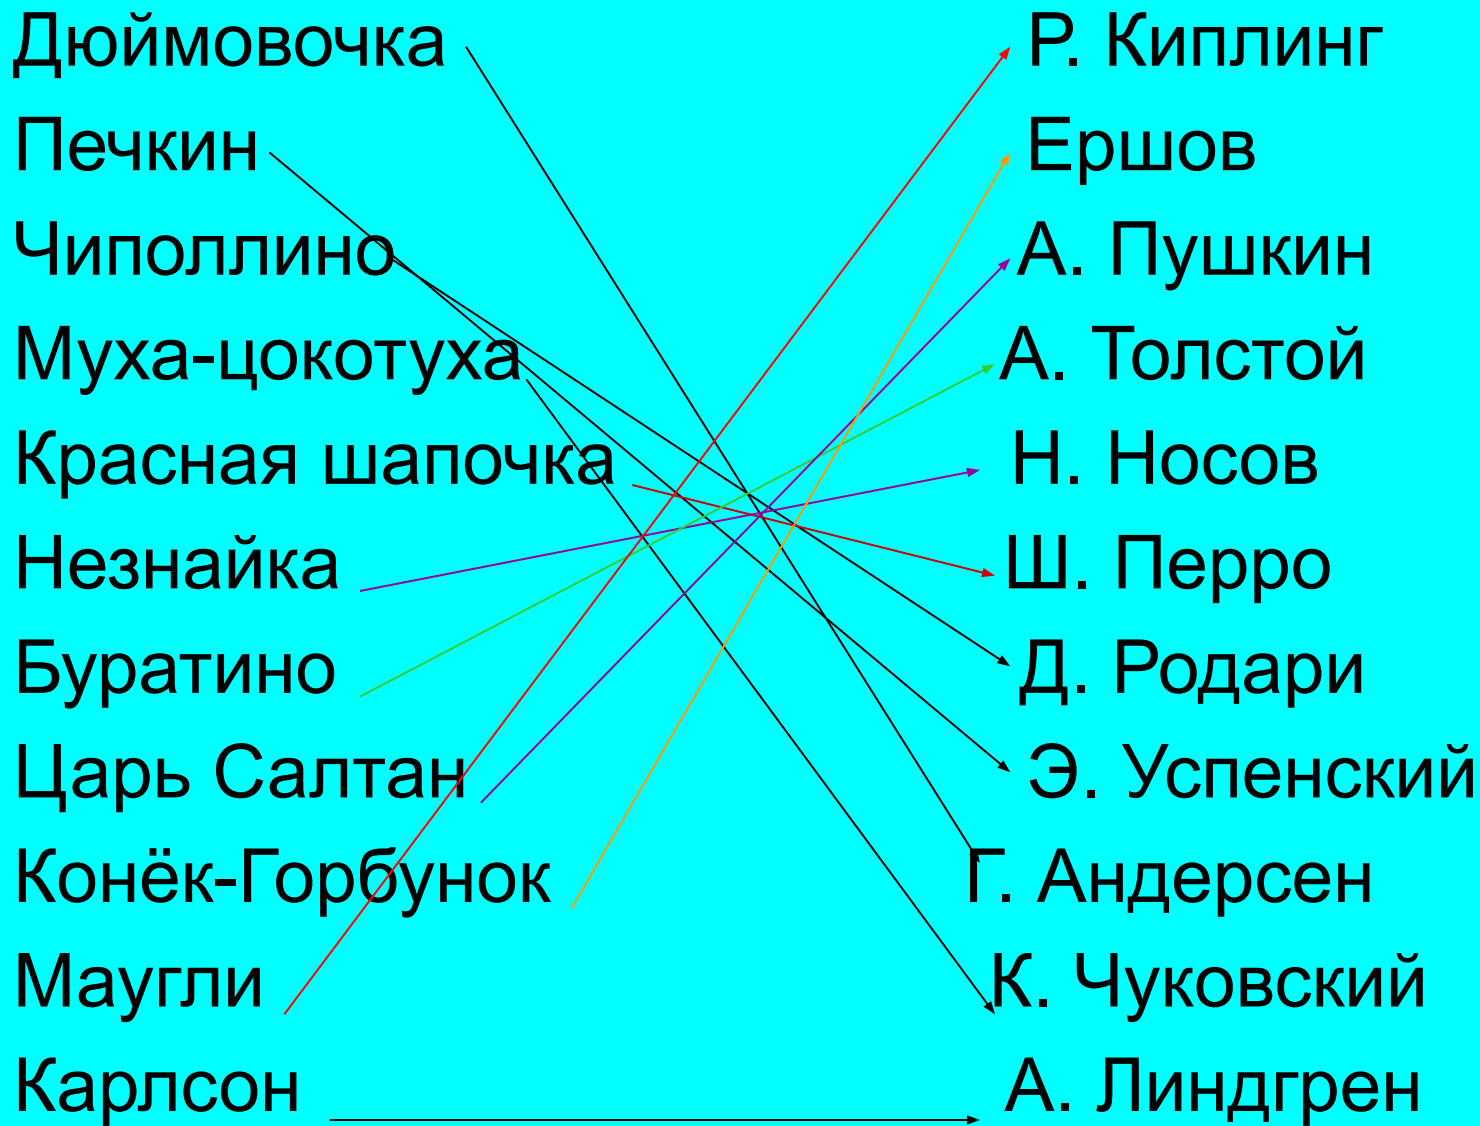 Дюймовочка Р. Киплинг
Печкин Ершов
Чиполлино А. Пушкин
Муха-цокотуха А. Толстой
Красная шапочка Н. Носов
Незнайка Ш. Перро
Буратино Д. Родари
Царь Салтан Э. Успенский
Конёк-Горбунок Г. Андерсен
Маугли К. Чуковский
Карлсон А. Линдгрен